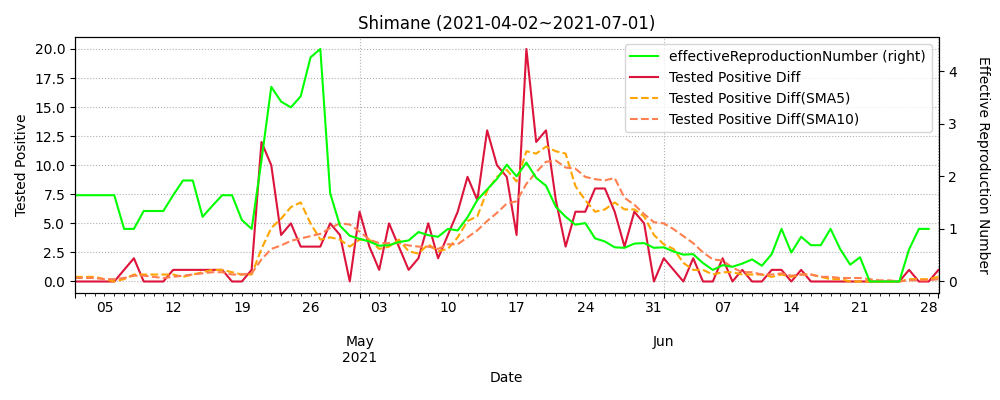 Shimane (2021-04-02~2021-07-01)
20.0
17.5
15.0
12.5
10.0
7.5
5.0
2.5
0.0
Tested Positive
effectiveReproductionNumber (right)
Tested Positive Diff
Tested Positive Diff(SMA5)
Tested Positive Diff(SMA10)
4
3
2
1
0
Effective Reproduction Number
05 12 19 26 03 10 17 24 31 07 14 21 28
May Jun
2021
Date